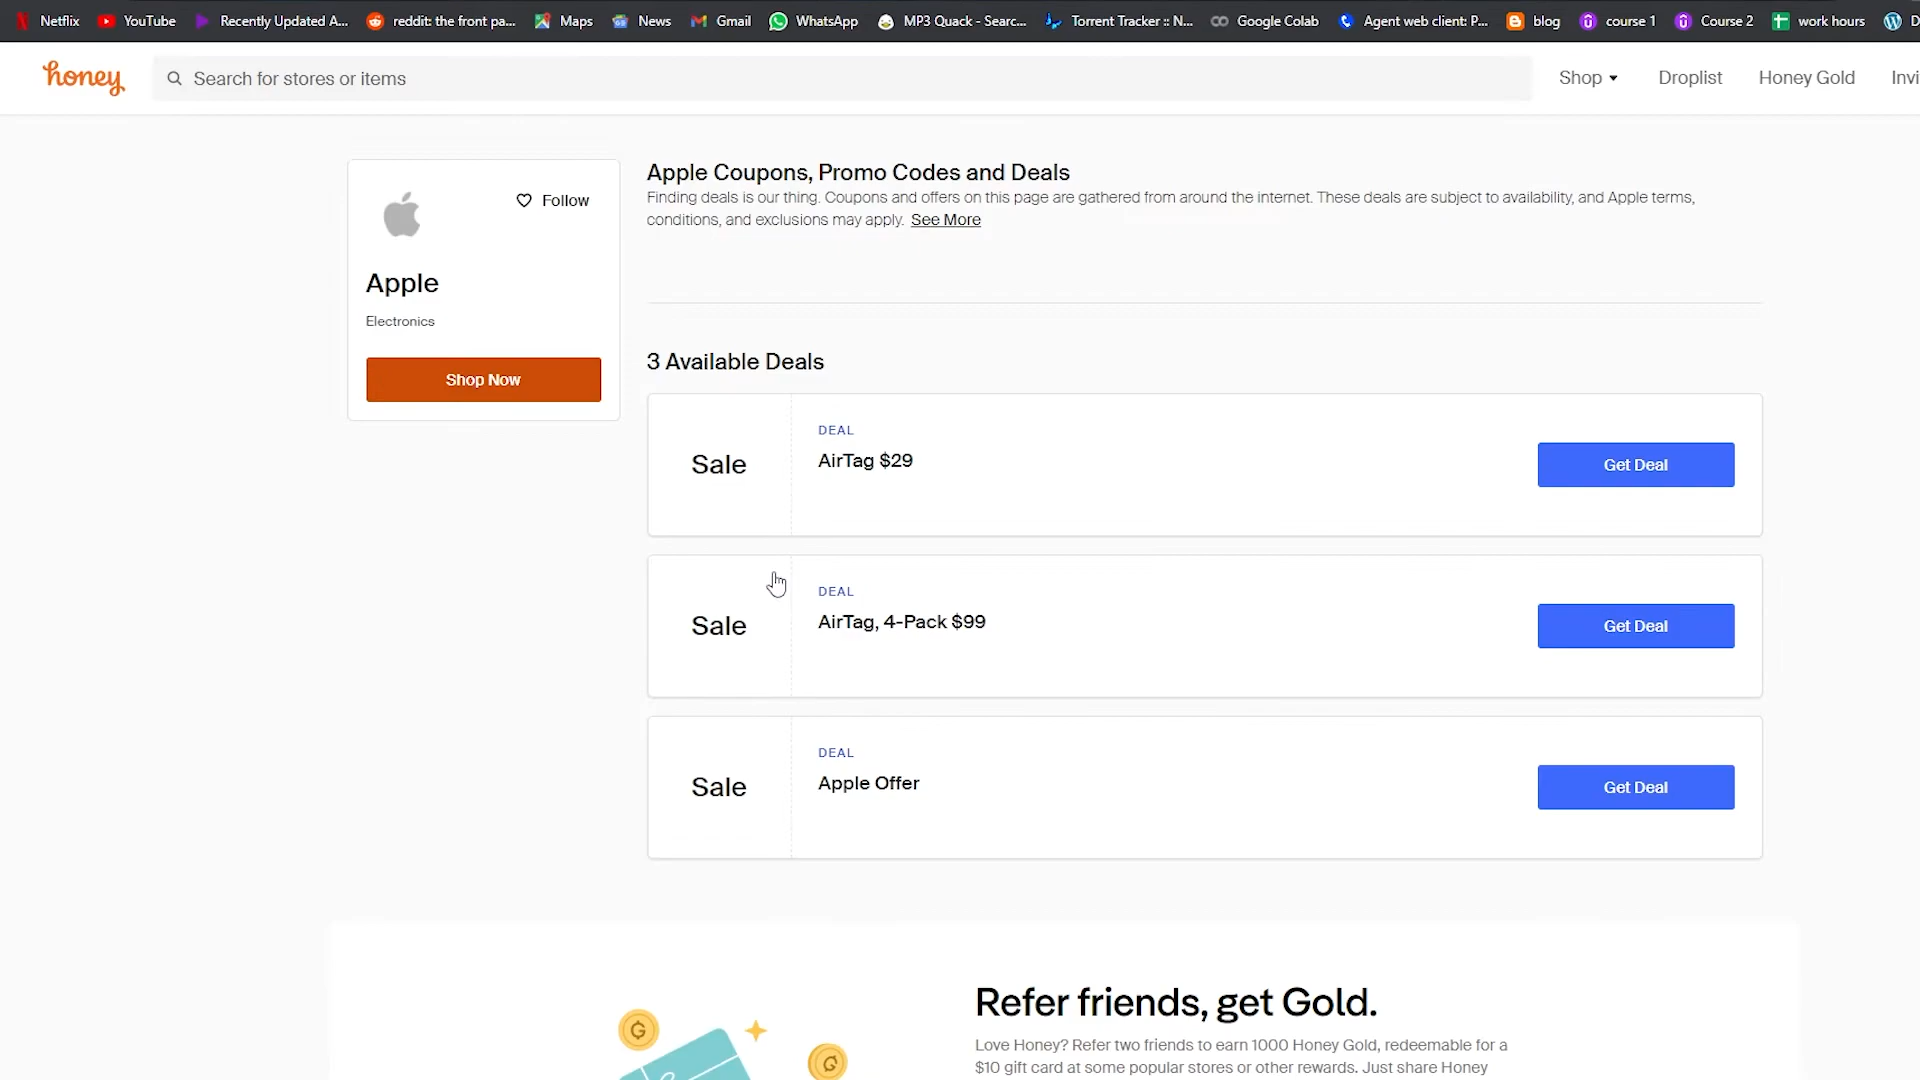 Netflix YouTube Recently Updated A... reddit: the front pa... Maps News Gmail WhatsApp MP3 Quack - Searc... Torrent Tracker :: N... Google Colab Agent web client: P... blog course 1 Course 2 work hours
honey Search for stores or items Shop Droplist Honey Gold Invi
Follow
Apple
Electronics
Shop Now
Apple Coupons, Promo Codes and Deals
Finding deals is our thing. Coupons and offers on this page are gathered from around the internet. These deals are subject to availability, and Apple terms,
conditions, and exclusions may apply. See More
3 Available Deals
DEAL
Sale AirTag $29 Get Deal
DEAL
Sale AirTag, 4-Pack $99 Get Deal
DEAL
Sale Apple Offer Get Deal
Refer friends, get Gold.
Love Honey? Refer two friends to earn 1000 Honey Gold, redeemable for a
$10 gift card at some popular stores or other rewards. Just share Honey